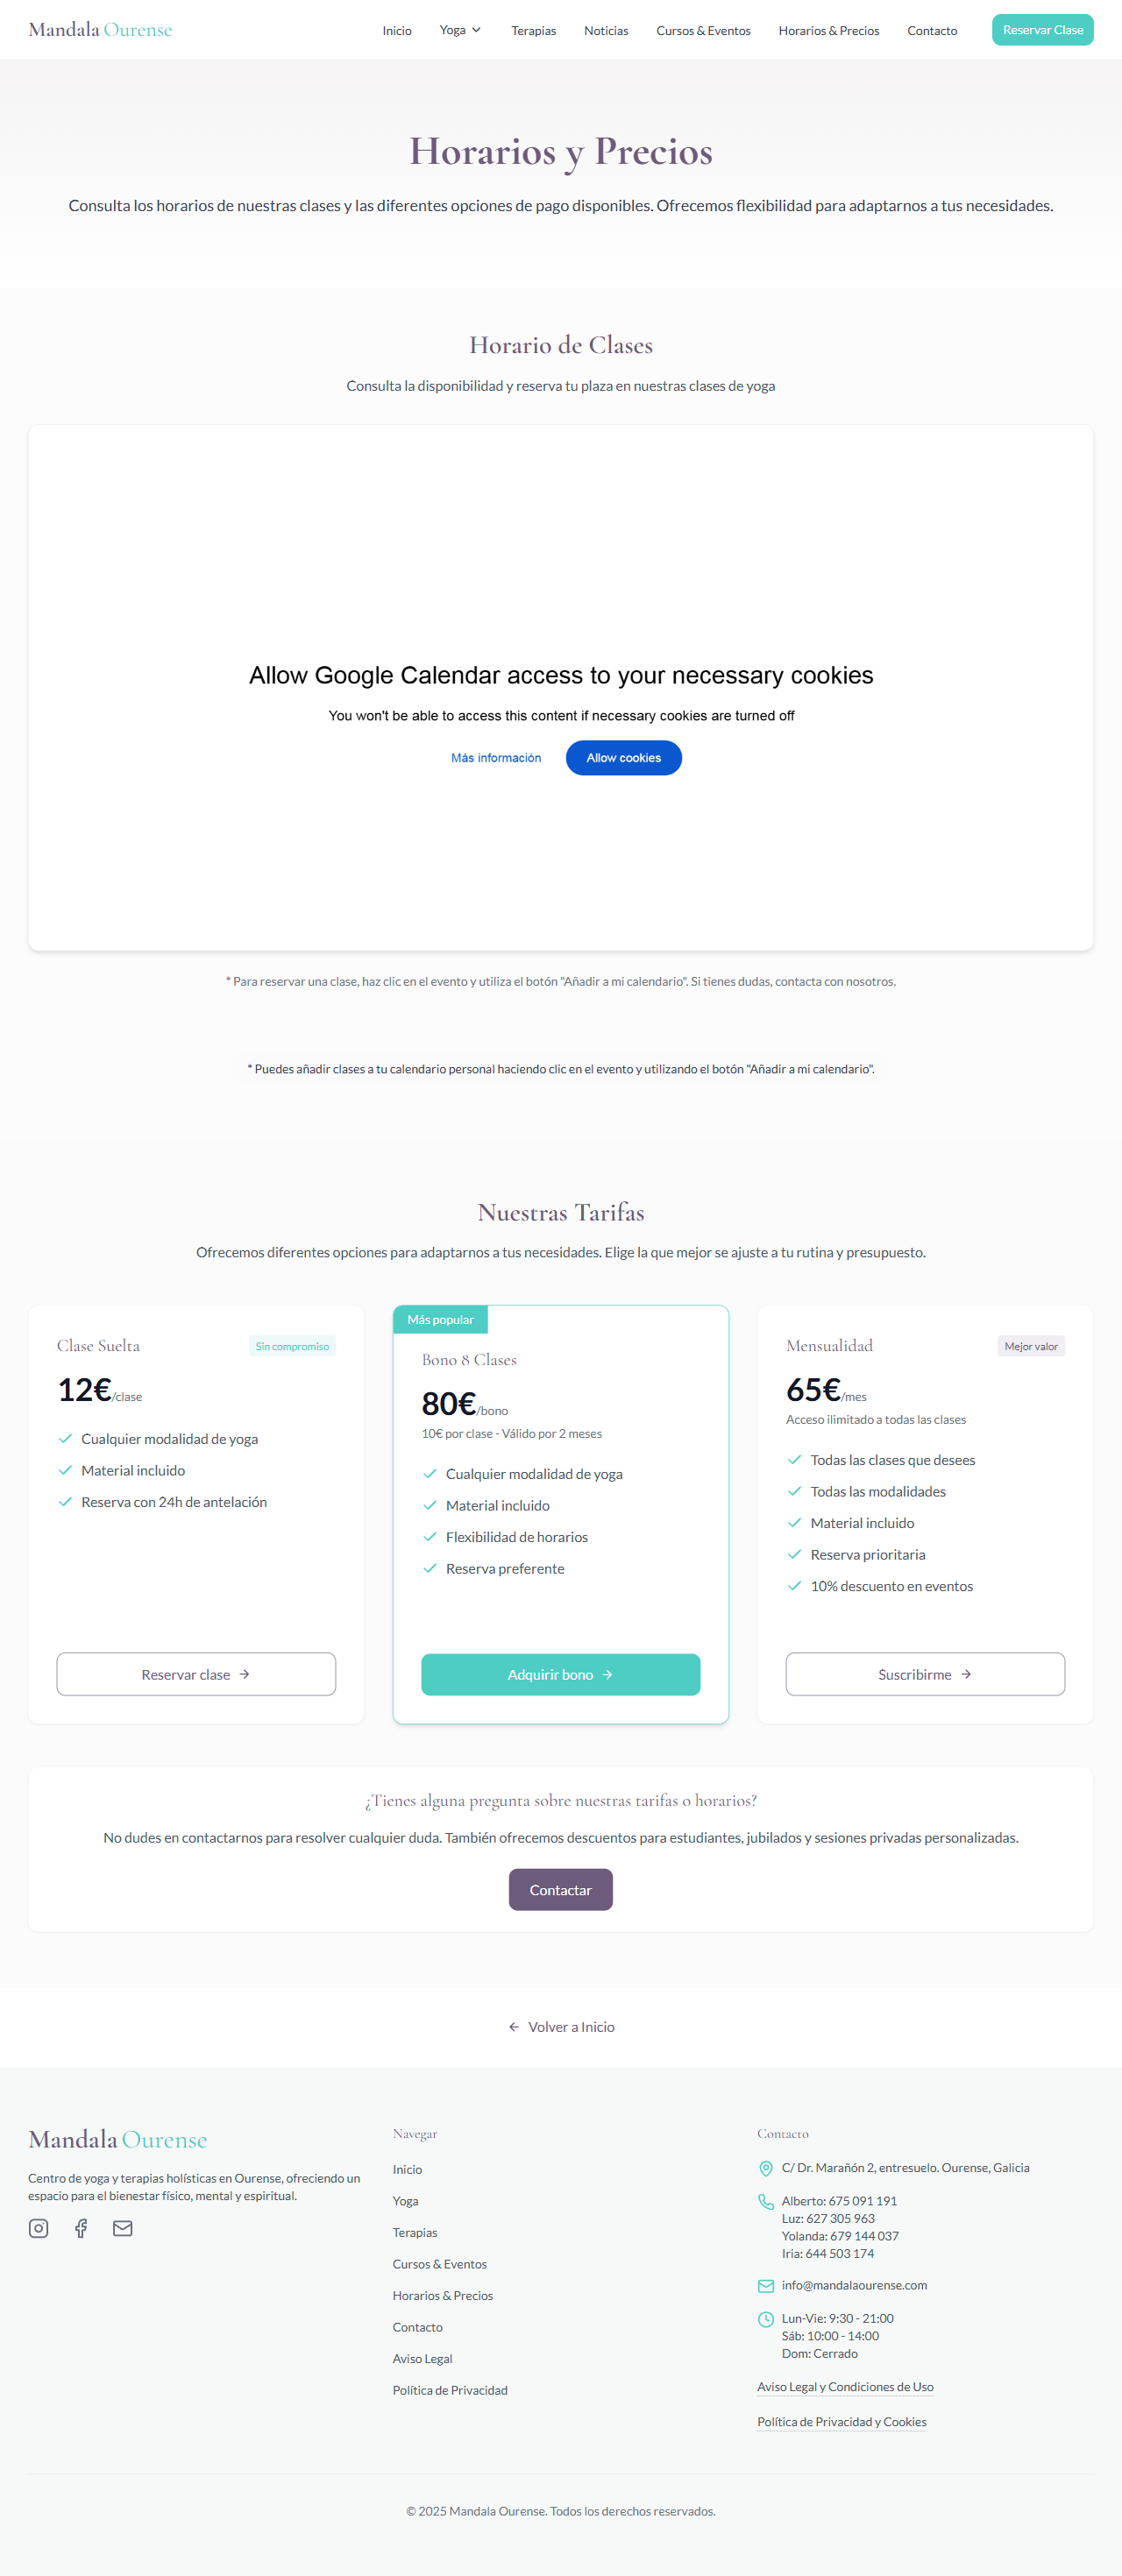 Mandala Ourense
Inicio
Yoga
Terapias
Noticias
Cursos & Eventos
Horarios & Precios
Contacto
Reservar Clase
Horarios y Precios
Consulta los horarios de nuestras clases y las diferentes opciones de pago disponibles. Ofrecemos flexibilidad para adaptarnos a tus necesidades.
Horario de Clases
Consulta la disponibilidad y reserva tu plaza en nuestras clases de yoga
Allow Google Calendar access to your necessary cookies
You won't be able to access this content if necessary cookies are turned off
Más información
Allow cookies
* Para reservar una clase, haz clic en el evento y utiliza el botón "Añadir a mi calendario". Si tienes dudas, contacta con nosotros.
* Puedes añadir clases a tu calendario personal haciendo clic en el evento y utilizando el botón "Añadir a mi calendario".
Nuestras Tarifas
Ofrecemos diferentes opciones para adaptarnos a tus necesidades. Elige la que mejor se ajuste a tu rutina y presupuesto.
Clase Suelta
Sin compromiso
12€/clase
Cualquier modalidad de yoga
Material incluido
Reserva con 24h de antelación
Reservar clase
Más popular
Bono 8 Clases
80€/bono
10€ por clase - Válido por 2 meses
Cualquier modalidad de yoga
Material incluido
Flexibilidad de horarios
Reserva preferente
Adquirir bono
Mensualidad
Mejor valor
65€/mes
Acceso ilimitado a todas las clases
Todas las clases que desees
Todas las modalidades
Material incluido
Reserva prioritaria
10% descuento en eventos
Suscribirme
¿Tienes alguna pregunta sobre nuestras tarifas o horarios?
No dudes en contactarnos para resolver cualquier duda. También ofrecemos descuentos para estudiantes, jubilados y sesiones privadas personalizadas.
Contactar
Volver a Inicio
Mandala Ourense
Centro de yoga y terapias holísticas en Ourense, ofreciendo un
espacio para el bienestar físico, mental y espiritual.
Navegar
Inicio
Yoga
Terapias
Cursos & Eventos
Horarios & Precios
Contacto
Aviso Legal
Política de Privacidad
Contacto
C/ Dr. Marañón 2, entresuelo. Ourense, Galicia
Alberto: 675 091 191
Luz: 627 305 963
Yolanda: 679 144 037
Iria: 644 503 174
info@mandalaourense.com
Lun-Vie: 9:30 - 21:00
Sáb: 10:00 - 14:00
Dom: Cerrado
Aviso Legal y Condiciones de Uso
Política de Privacidad y Cookies
© 2025 Mandala Ourense. Todos los derechos reservados.